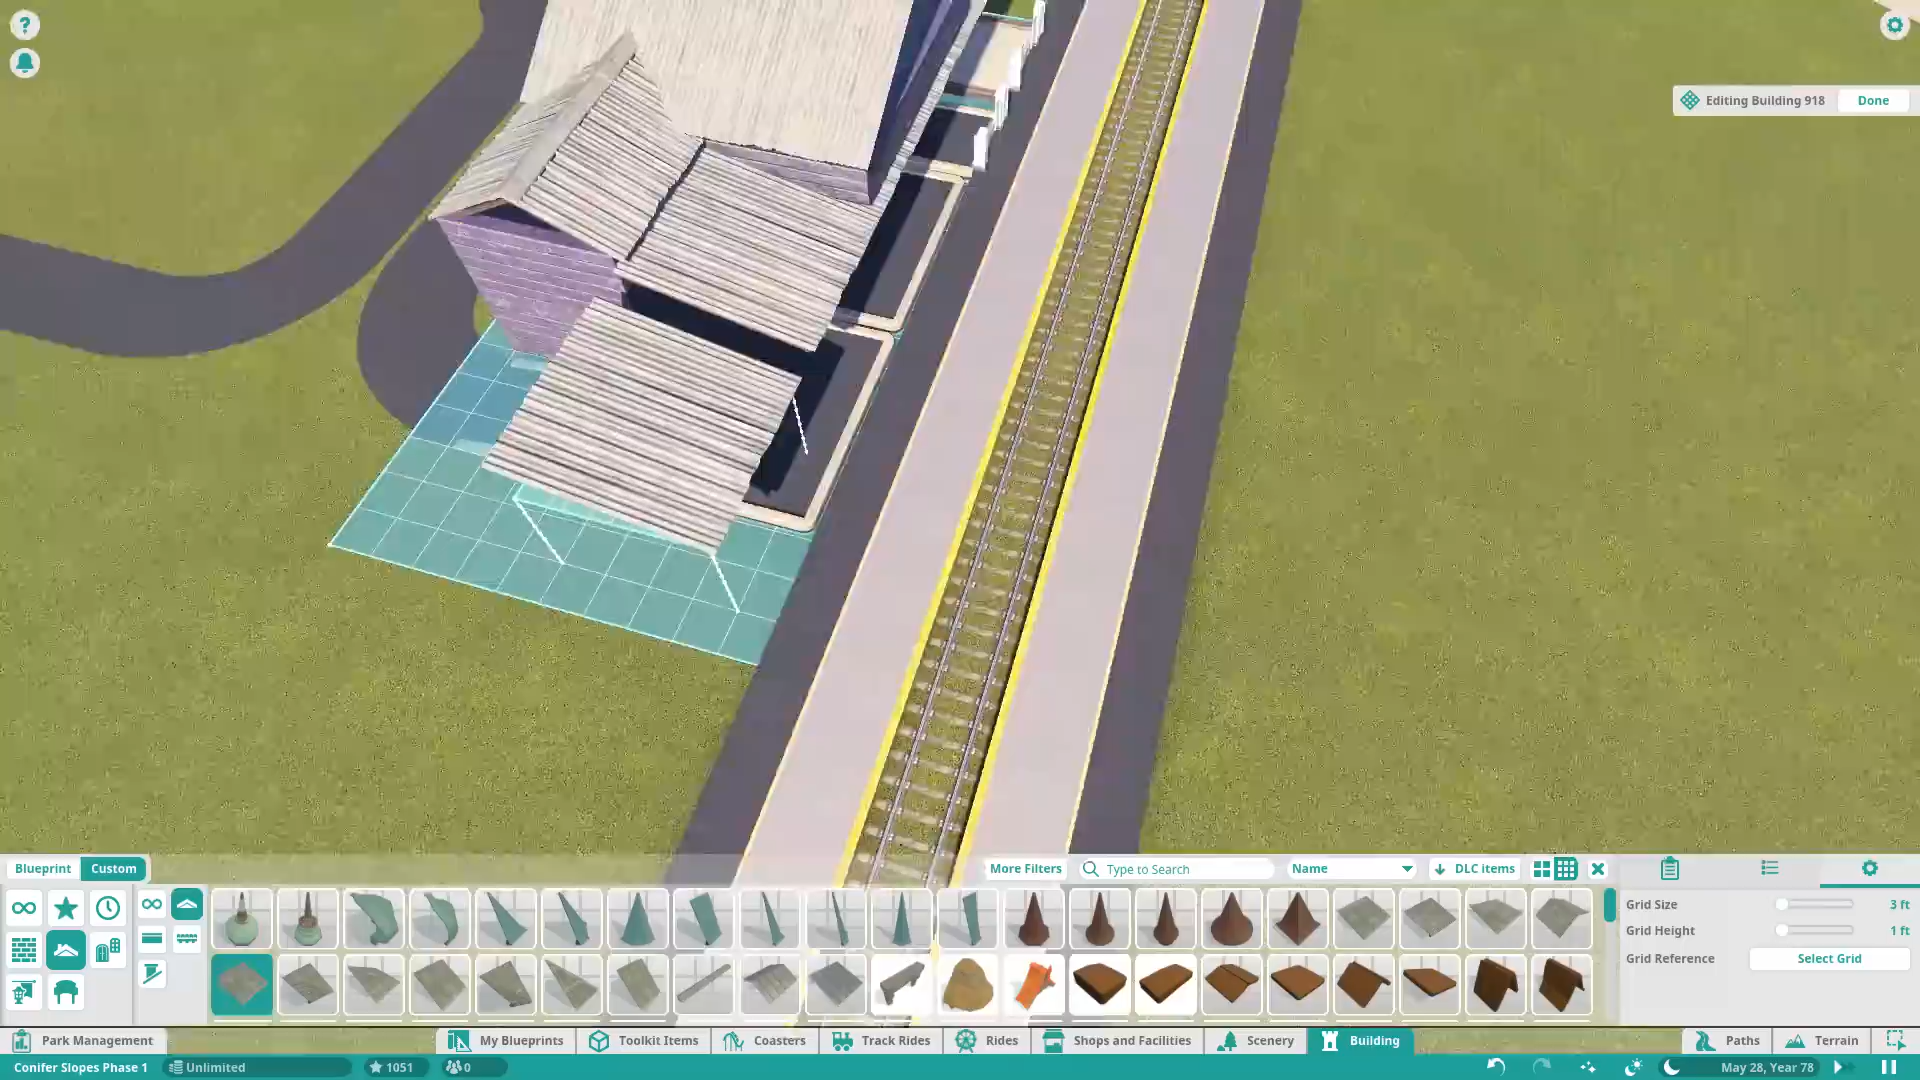 ?
Editing Building 918 Done
Blueprint Custom More Filters Type to Search Name DLC items
Grid Size 3 ft
Grid Height 1 ft
Grid Reference Select Grid
Park Management My Blueprints Toolkit Items Coasters Track Rides Rides Shops and Facilities Scenery Building Paths Terrain
Conifer Slopes Phase 1 Unlimited 1051 0 May 28, Year 78